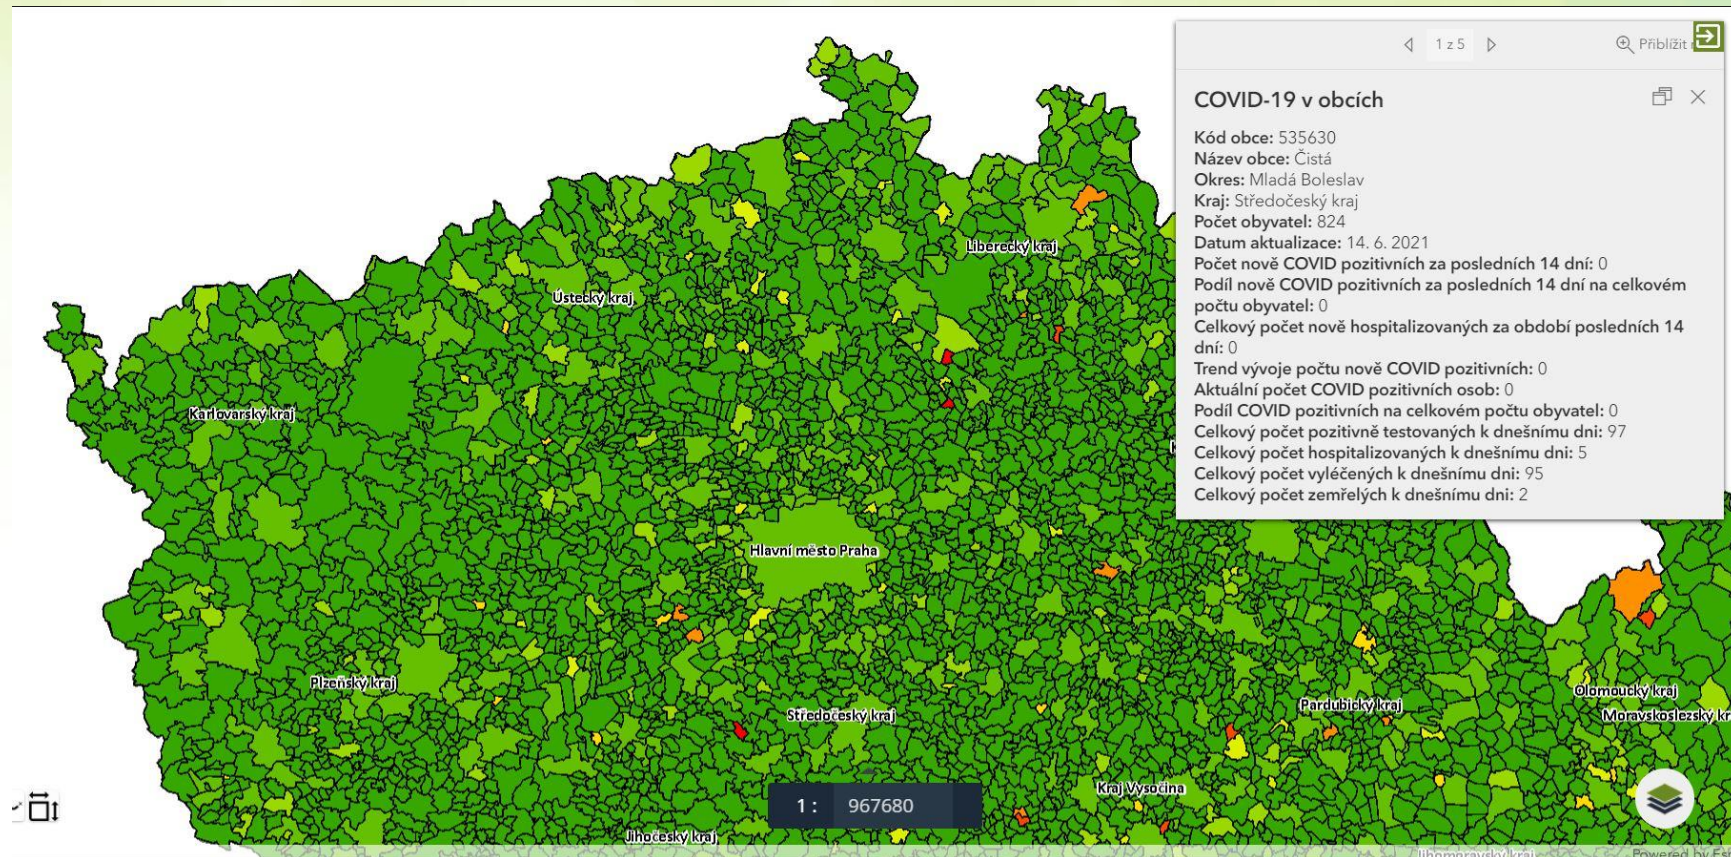 1 z 5
Přiblížit
COVID-19 v obcích
Kód obce: 535630
Název obce: Čistá
Okres: Mladá Boleslav
Kraj: Středočeský kraj
Počet obyvatel: 824
Datum aktualizace: 14. 6. 2021
Počet nově COVID pozitivních za posledních 14 dní: 0
Podíl nově COVID pozitivních za posledních 14 dní na celkovém
počtu obyvatel: 0
Celkový počet nově hospitalizovaných za období posledních 14
dní: 0
Trend vývoje počtu nově COVID pozitivních: 0
Aktuální počet COVID pozitivních osob: 0
Podíl COVID pozitivních na celkovém počtu obyvatel: 0
Celkový počet pozitivně testovaných k dnešnímu dni: 97
Celkový počet hospitalizovaných k dnešnímu dni: 5
Celkový počet vyléčených k dnešnímu dni: 95
Celkový počet zemřelých k dnešnímu dni: 2
Liberecký kraj
Ústecký kraj
Karlovarský kraj
Hlavní město Praha
Plzeňský kraj
Středočeský kraj
Pardubický kraj
Olomoucký kraj
Moravskoslezský kr
Kraj Vysočina
1 : 967680
Jihočeský kraj
Jihomoravský kraj
Powered by Esri